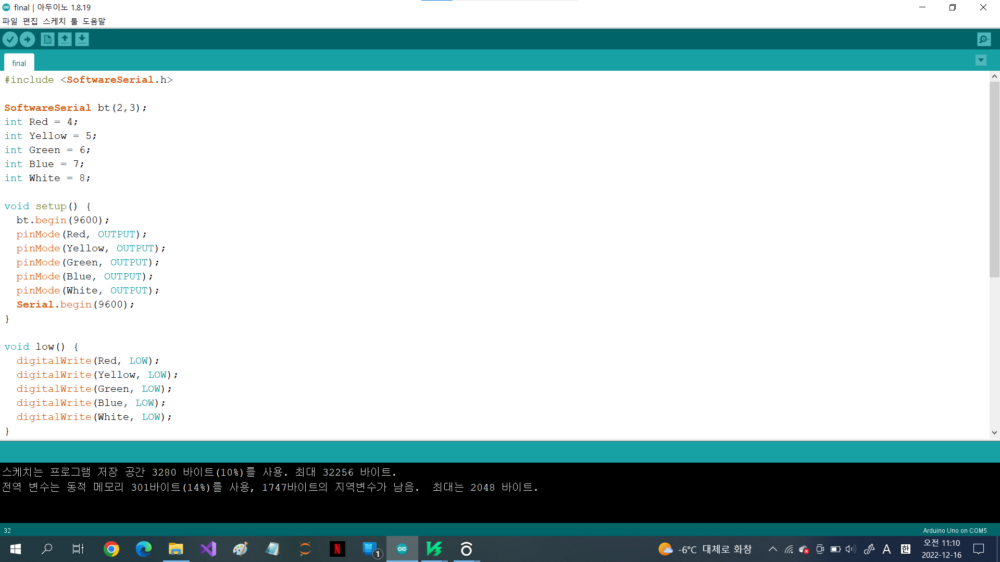 final | 아두이노 1.8.19
파일 편집 스케치 툴 도움말
final
#include <SoftwareSerial.h>
SoftwareSerial bt(2,3);
int Red = 4;
int Yellow = 5;
int Green = 6;
int Blue = 7;
int White = 8;
void setup() {
  bt.begin(9600);
  pinMode(Red, OUTPUT);
  pinMode(Yellow, OUTPUT);
  pinMode(Green, OUTPUT);
  pinMode(Blue, OUTPUT);
  pinMode(White, OUTPUT);
  Serial.begin(9600);
}
void low() {
  digitalWrite(Red, LOW);
  digitalWrite(Yellow, LOW);
  digitalWrite(Green, LOW);
  digitalWrite(Blue, LOW);
  digitalWrite(White, LOW);
}
스케치는 프로그램 저장 공간 3280 바이트(10%)를 사용. 최대 32256 바이트.
전역 변수는 동적 메모리 301바이트(14%)를 사용, 1747바이트의 지역변수가 남음.  최대는 2048 바이트.
32
Arduino Uno on COM5
N
1
-6°C 대체로 화창
A
한
오전 11:10
2022-12-16